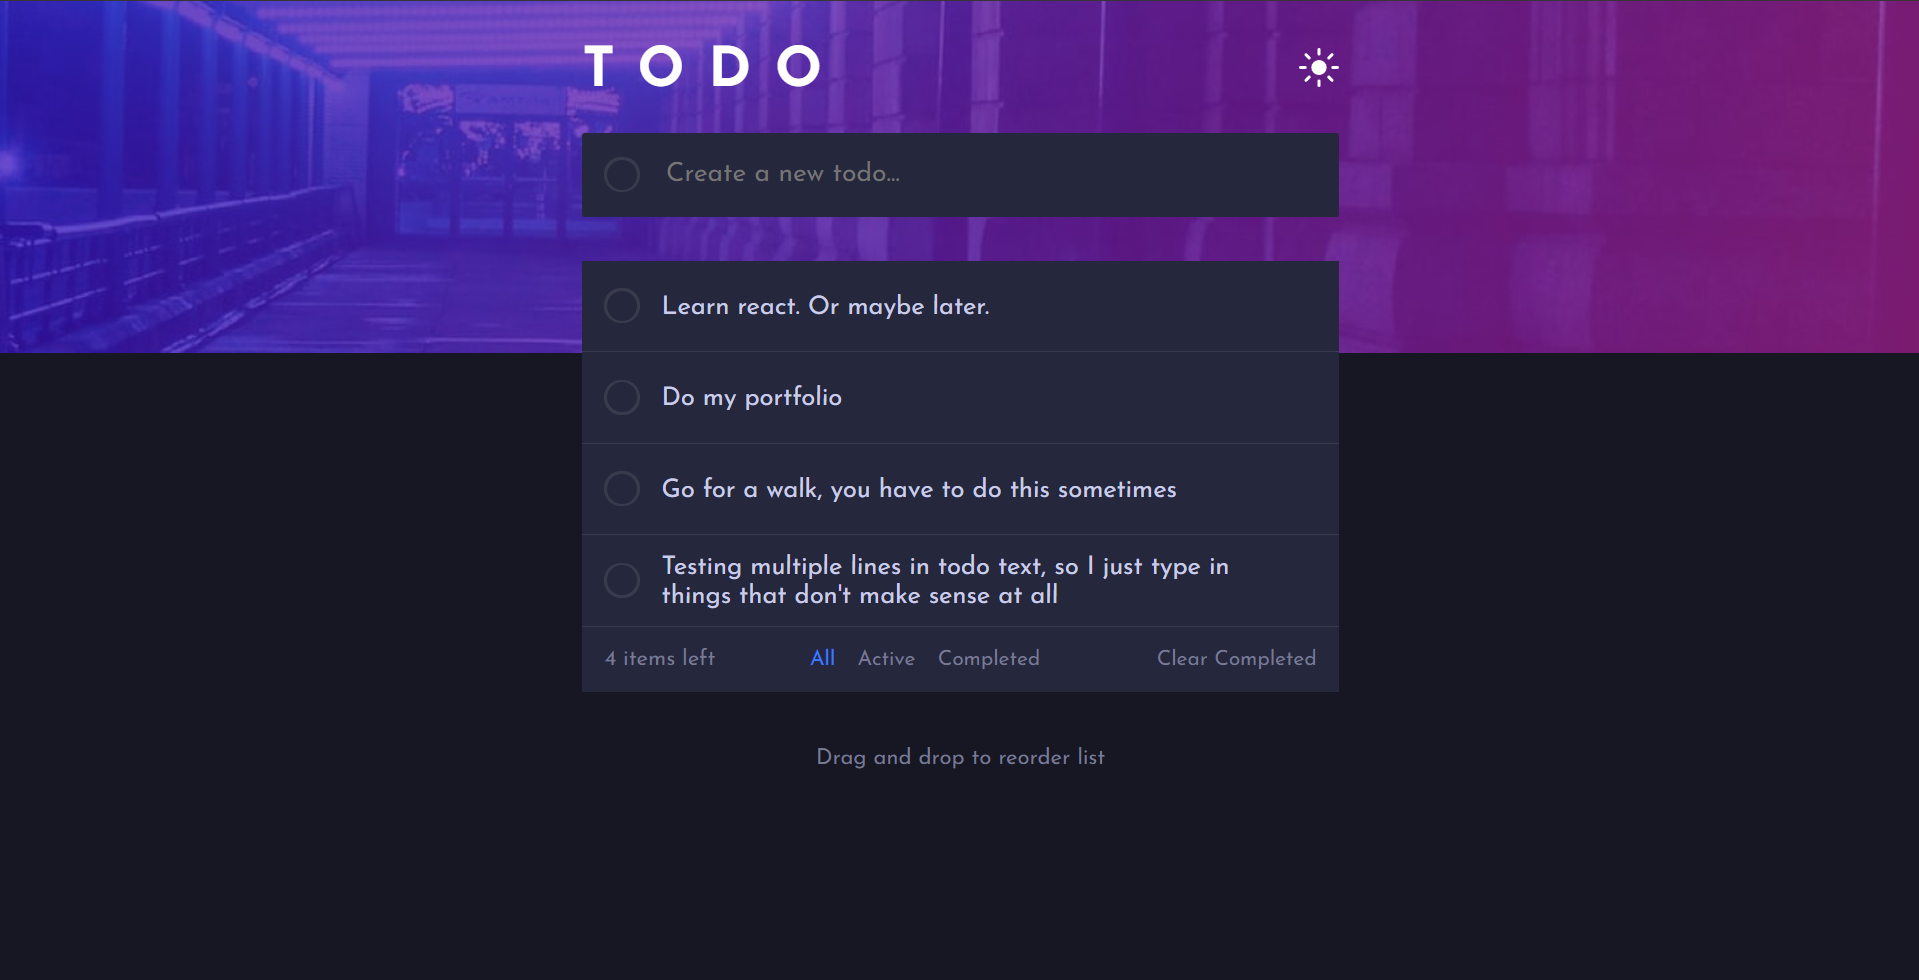 TODO
Create a new todo...
Learn react. Or maybe later.
Do my portfolio
Go for a walk, you have to do this sometimes
Testing multiple lines in todo text, so I just type in
things that don't make sense at all
4 items left All Active Completed Clear Completed
Drag and drop to reorder list